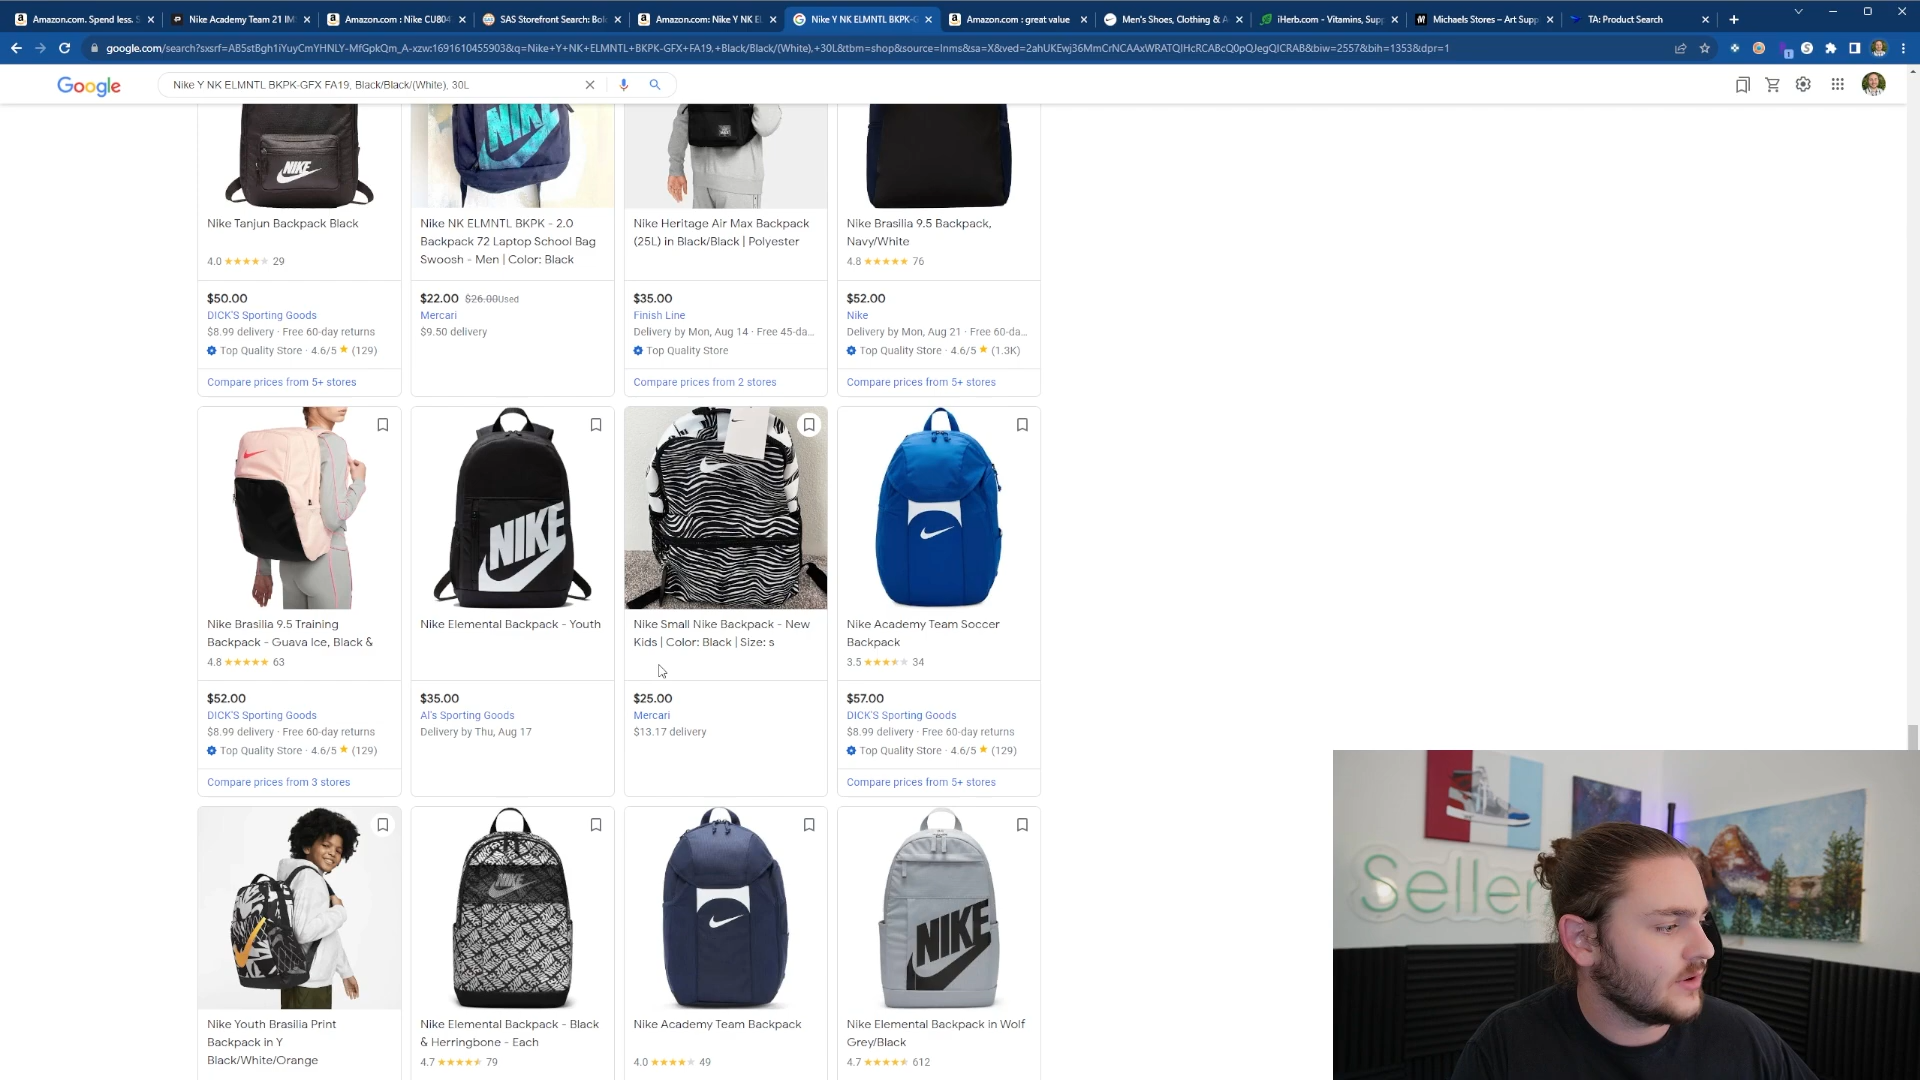 Amazon.com. Spend less. S
Nike Academy Team 21 IM
Amazon.com : Nike CU804
SAS Storefront Search: Bol
Amazon.com: Nike Y NK EL
Nike Y NK ELMNTL BKPK-G
Amazon.com : great value
Men's Shoes, Clothing & A
iHerb.com - Vitamins, Supp
Michaels Stores – Art Supp
TA: Product Search
google.com/search?sxsrf=AB5stBgh1iYuyCmYHNLY-MfGpkQm_A-xzw:1691610455903&q=Nike+Y+NK+ELMNTL+BKPK-GFX+FA19,+Black/Black/(White),+30L&tbm=shop&source=lnms&sa=X&ved=2ahUKEwj36MmCrNCAAxWRATQIHcRCABcQ0pQJegQICRAB&biw=2557&bih=1353&dpr=1
Google
Nike Y NK ELMNTL BKPK-GFX FA19, Black/Black/(White), 30L
NIKE
NIKE
Nike Tanjun Backpack Black
4.0 29
$50.00
DICK'S Sporting Goods
$8.99 delivery · Free 60-day returns
Top Quality Store · 4.6/5 (129)
Compare prices from 5+ stores
Nike NK ELMNTL BKPK - 2.0
Backpack 72 Laptop School Bag
Swoosh - Men | Color: Black
$22.00 $26.00Used
Mercari
$9.50 delivery
Nike Heritage Air Max Backpack
(25L) in Black/Black | Polyester
$35.00
Finish Line
Delivery by Mon, Aug 14 · Free 45-da...
Top Quality Store
Compare prices from 2 stores
Nike Brasilia 9.5 Backpack,
Navy/White
4.8 76
$52.00
Nike
Delivery by Mon, Aug 21 · Free 60-da...
Top Quality Store · 4.6/5 (1.3K)
Compare prices from 5+ stores
NIKE
Nike Brasilia 9.5 Training
Backpack - Guava Ice, Black &
4.8 63
$52.00
DICK'S Sporting Goods
$8.99 delivery · Free 60-day returns
Top Quality Store · 4.6/5 (129)
Compare prices from 3 stores
Nike Elemental Backpack - Youth
$35.00
Al's Sporting Goods
Delivery by Thu, Aug 17
Nike Small Nike Backpack - New
Kids | Color: Black | Size: s
$25.00
Mercari
$13.17 delivery
Nike Academy Team Soccer
Backpack
3.5 34
$57.00
DICK'S Sporting Goods
$8.99 delivery · Free 60-day returns
Top Quality Store · 4.6/5 (129)
Compare prices from 5+ stores
NIKE
NIKE
Nike Youth Brasilia Print
Backpack in Y
Black/White/Orange
Nike Elemental Backpack - Black
& Herringbone - Each
4.7 79
Nike Academy Team Backpack
4.0 49
Nike Elemental Backpack in Wolf
Grey/Black
4.7 612
Seller